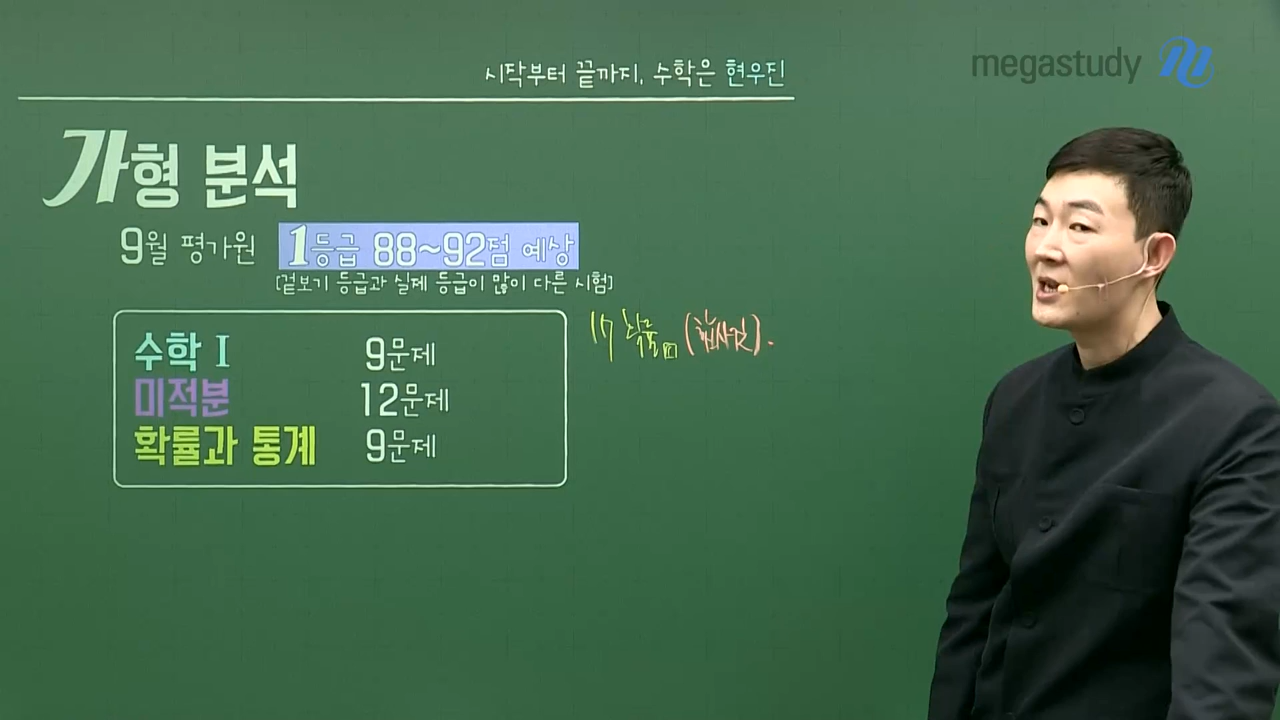 시작부터 끝까지, 수학은 현우진
megastudy
가형 분석
9월 평가원 1등급 88~92점 예상
[겉보기 등급과 실제 등급이 많이 다른 시험]
수학 I 9문제
17 확률
미적분 12문제
확률과 통계 9문제